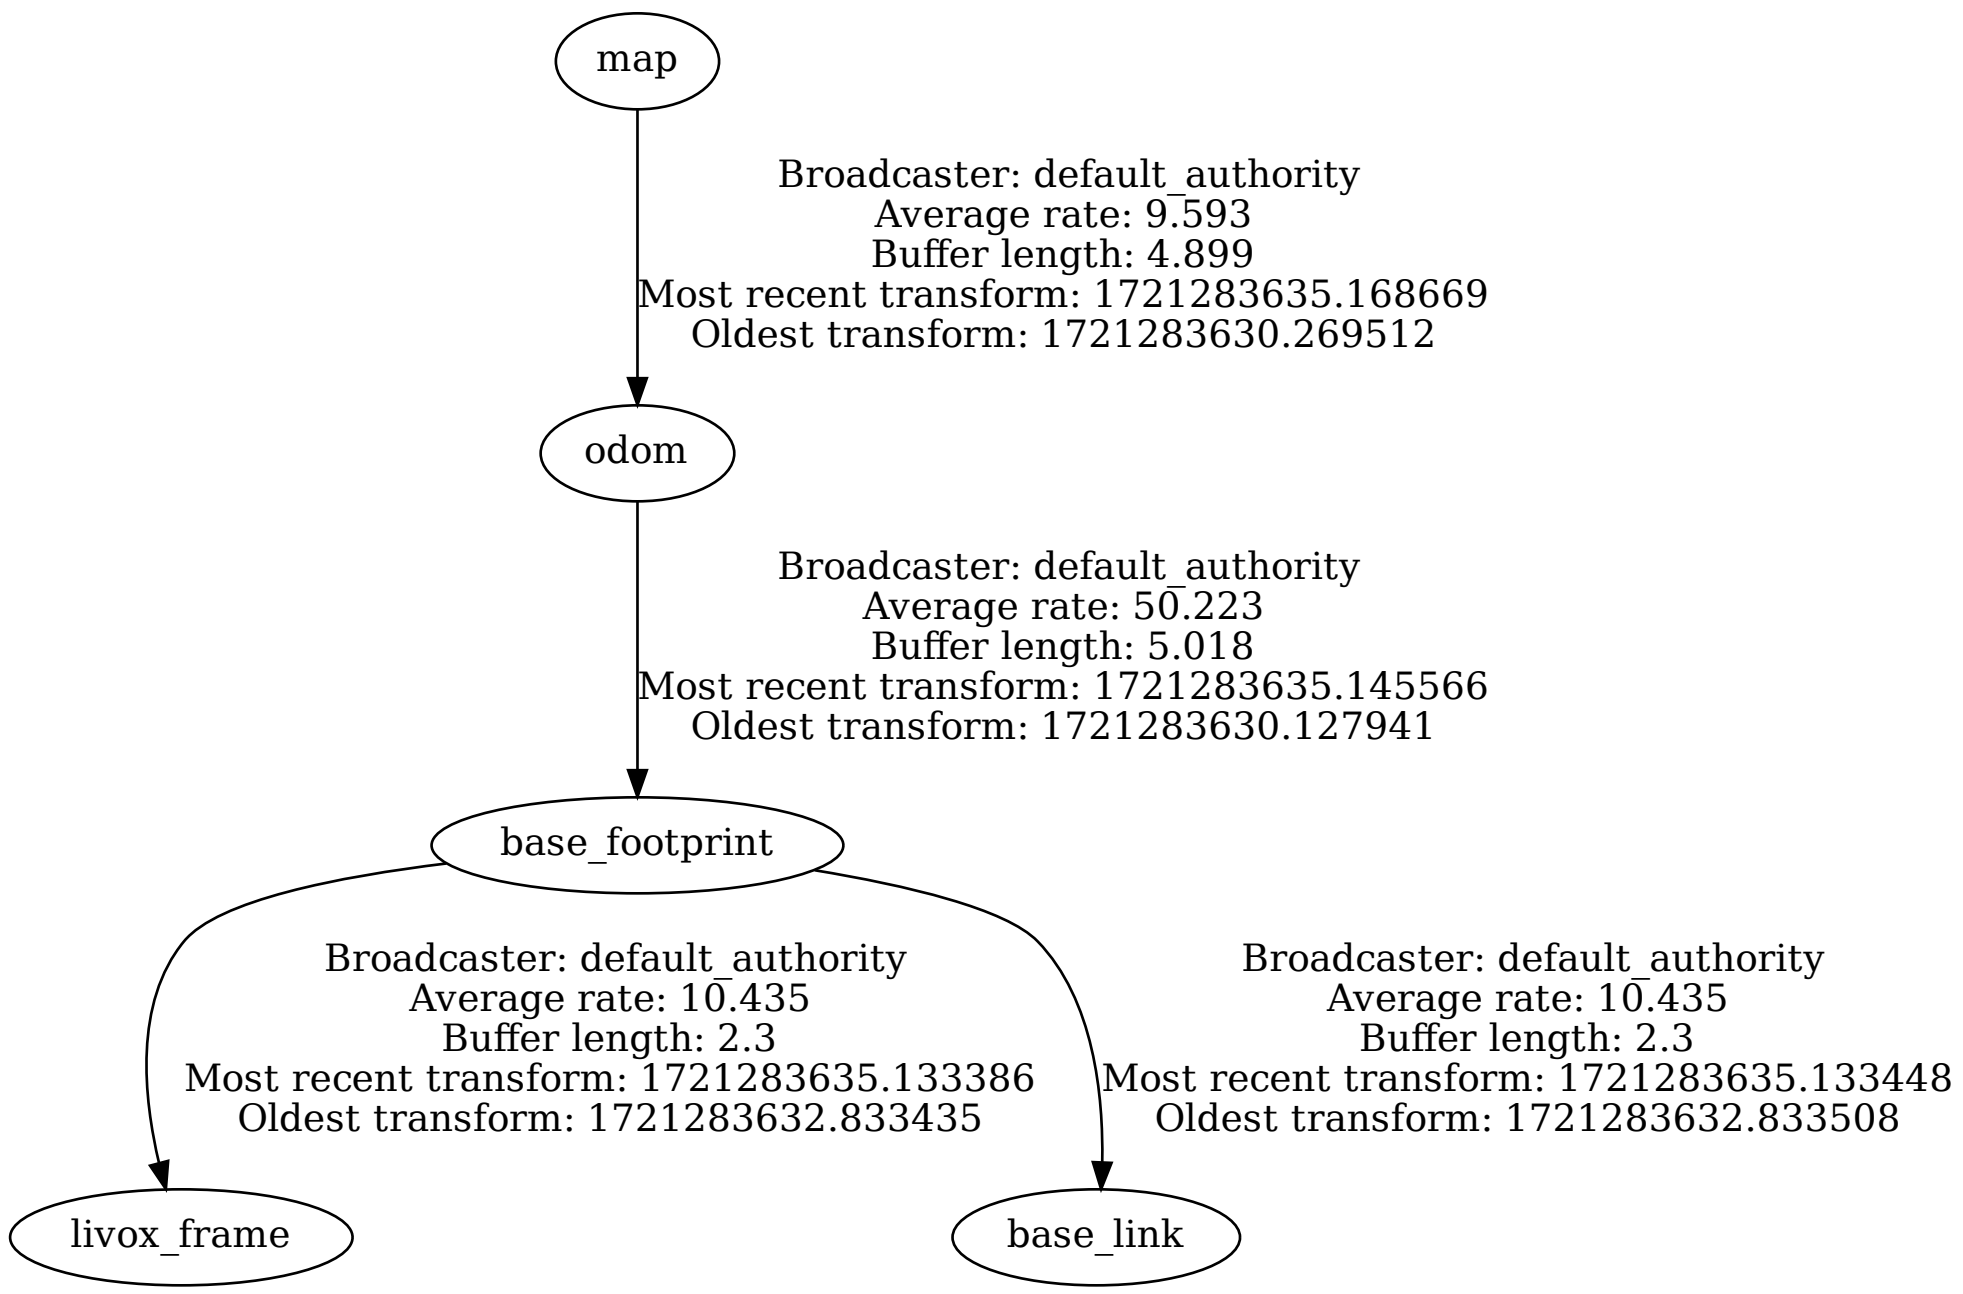 map
Broadcaster: default_authority
Average rate: 9.593
Buffer length: 4.899
Most recent transform: 1721283635.168669
Oldest transform: 1721283630.269512
odom
Broadcaster: default_authority
Average rate: 50.223
Buffer length: 5.018
Most recent transform: 1721283635.145566
Oldest transform: 1721283630.127941
base_footprint
Broadcaster: default_authority
Average rate: 10.435
Buffer length: 2.3
Most recent transform: 1721283635.133386
Oldest transform: 1721283632.833435
Broadcaster: default_authority
Average rate: 10.435
Buffer length: 2.3
Most recent transform: 1721283635.133448
Oldest transform: 1721283632.833508
livox_frame
base_link